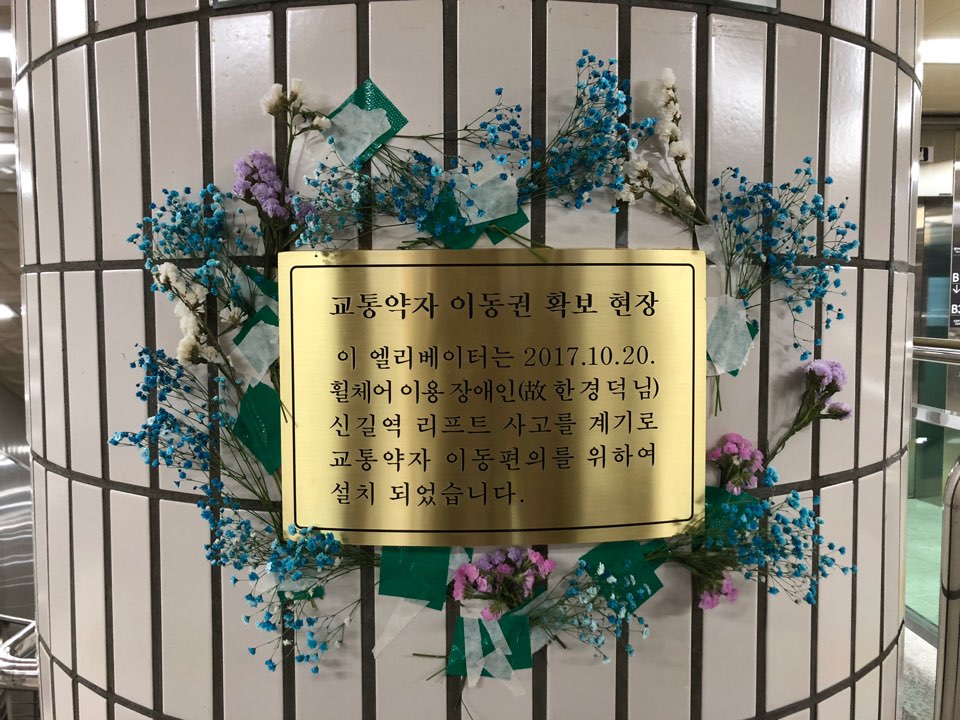 교통약자 이동권 확보 현장
이 엘리베이터는 2017.10.20.
휠체어 이용 장애인(故 한경덕님)
신길역 리프트 사고를 계기로
교통약자 이동편의를 위하여
설치 되었습니다.